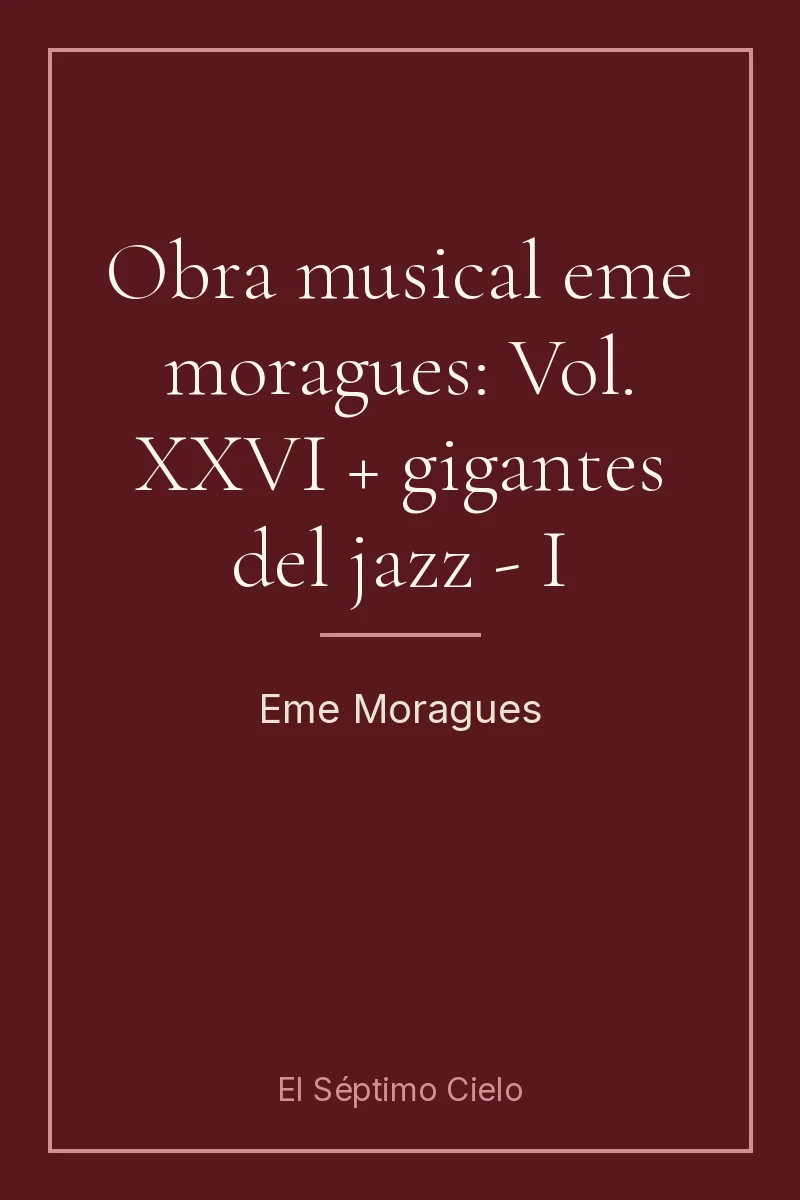 Obra musical eme
moragues: Vol.
XXVI + gigantes
del jazz - I
Eme Moragues
El Séptimo Cielo